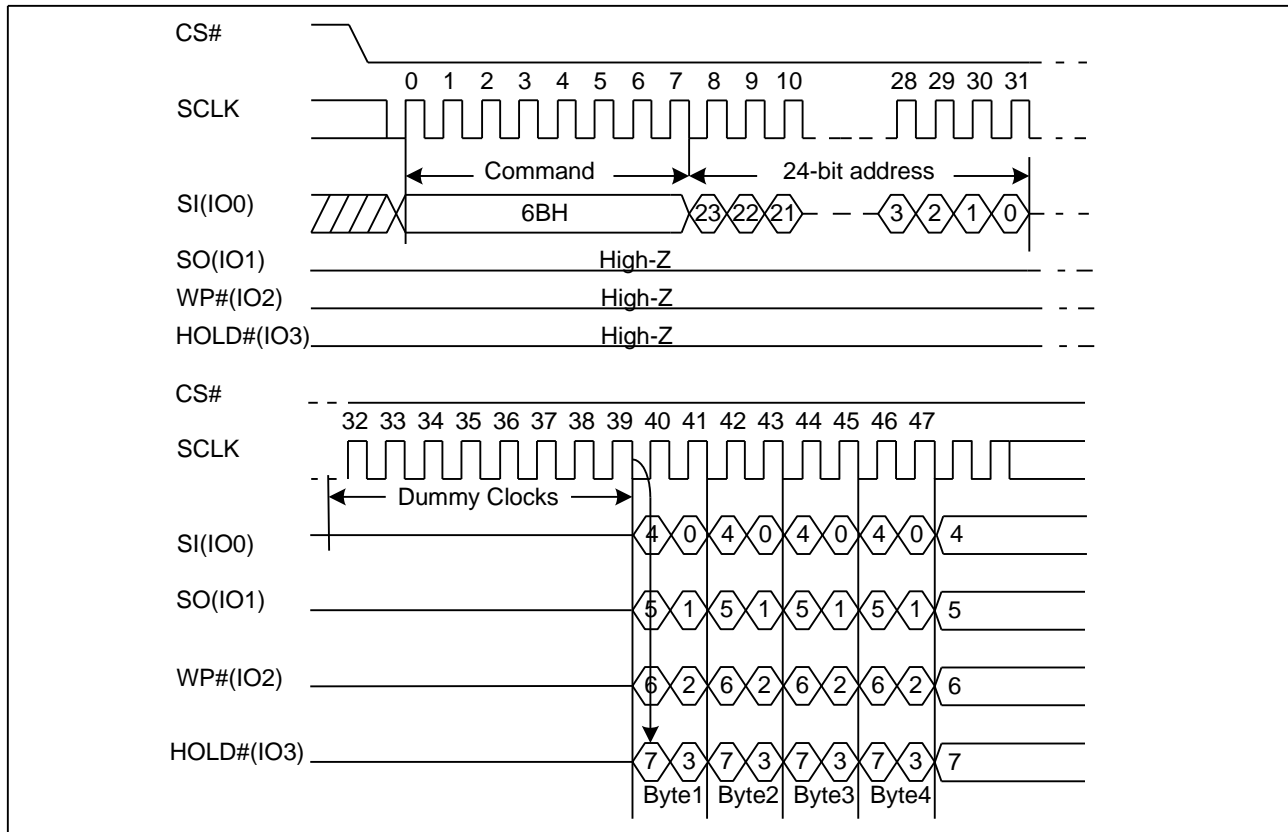 CS#
0 1 2 3 4 5 6 7 8 9 10 28 29 30 31
SCLK
Command 24-bit address
SI(IO0) 6BH 23 22 21 3 2 1 0
SO(IO1) High-Z
WP#(IO2) High-Z
HOLD#(IO3) High-Z
CS#
32 33 34 35 36 37 38 39 40 41 42 43 44 45 46 47
SCLK
Dummy Clocks
SI(IO0) 4 0 4 0 4 0 4 0 4
SO(IO1) 5 1 5 1 5 1 5 1 5
WP#(IO2) 6 2 6 2 6 2 6 2 6
HOLD#(IO3) 7 3 7 3 7 3 7 3 7
Byte1 Byte2 Byte3 Byte4